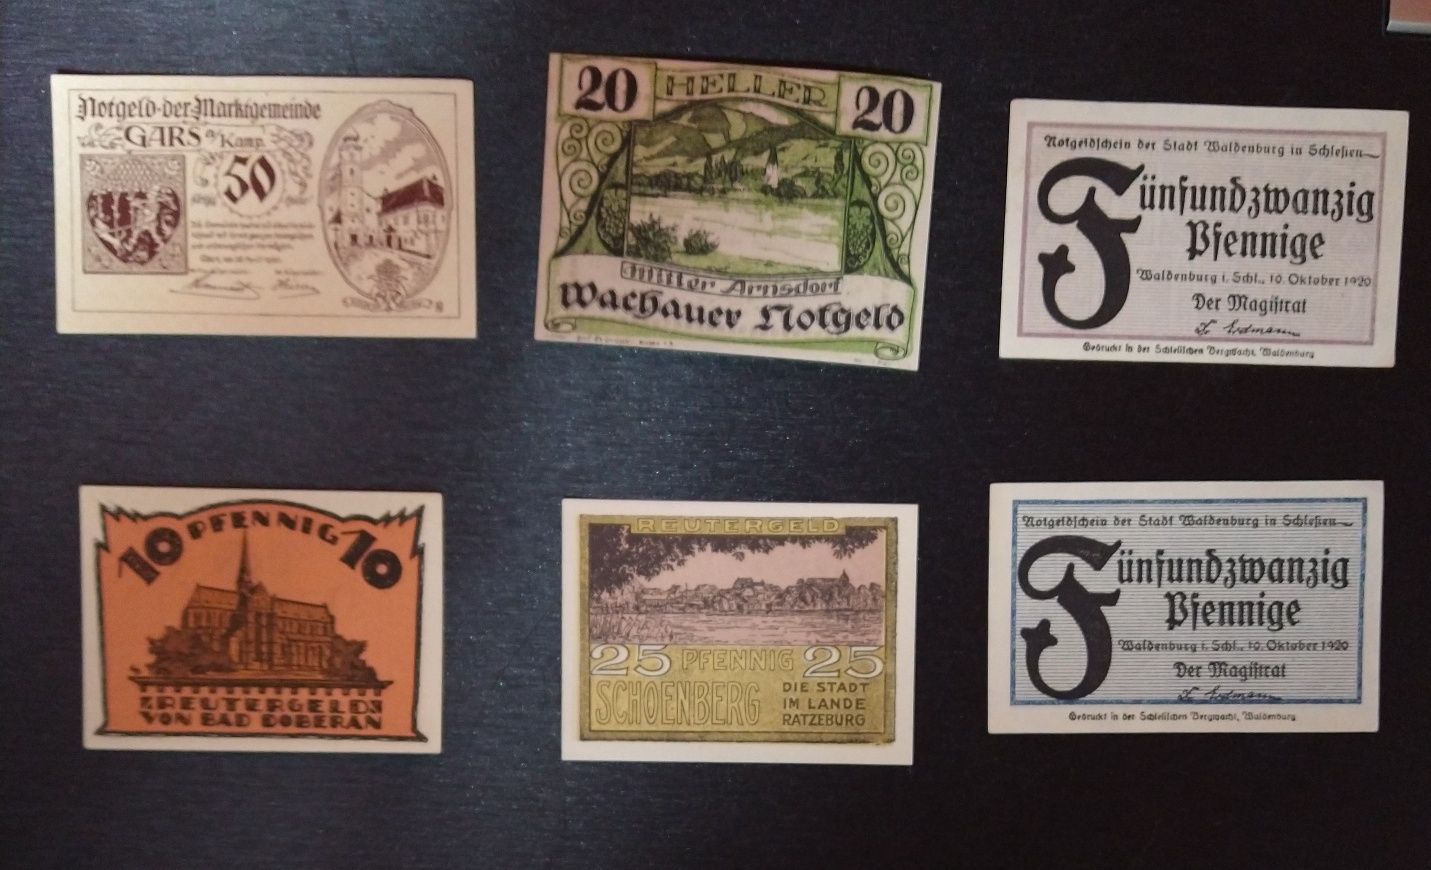 Notgeld der Marktgemeinde
GARS a/Kamp.
50
20 HELLER 20
Mitter Arnsdorf
Wachauer Notgeld
Notgeldschein der Stadt Waldenburg in Schlesien
Fünfundzwanzig
Pfennige
Waldenburg i. Schl., 10. Oktober 1920
Der Magistrat
Gedruckt in der Schlesischen Bergwacht, Waldenburg
10 PFENNIG 10
REUTERGELD
VON BAD DOBERAN
REUTERGELD
25 PFENNIG 25
SCHOENBERG
DIE STADT
IM LANDE
RATZEBURG
Notgeldschein der Stadt Waldenburg in Schlesien
Fünfundzwanzig
Pfennige
Waldenburg i. Schl., 10. Oktober 1920
Der Magistrat
Gedruckt in der Schlesischen Bergwacht, Waldenburg